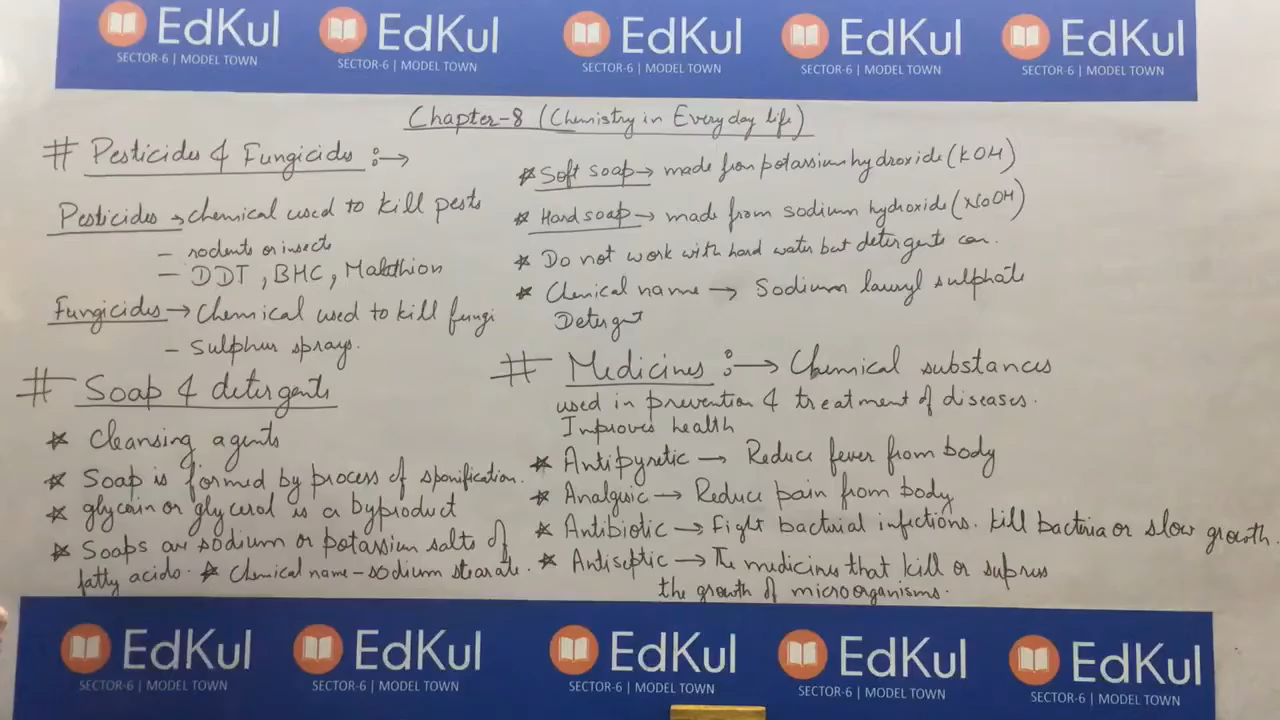 EdKul EdKul EdKul EdKul EdKul
SECTOR-6 | MODEL TOWN SECTOR-6 | MODEL TOWN SECTOR-6 | MODEL TOWN SECTOR-6 | MODEL TOWN SECTOR-6 | MODEL TOWN
Chapter-8 (Chemistry in Everyday life)
# Pesticides & Fungicides :→
Pesticides → chemical used to kill pests
- rodents or insects
- DDT, BHC, Malathion
Fungicides → Chemical used to kill fungi
- Sulphur sprays.
# Soap & detergents
* Cleansing agents
* Soap is formed by process of sponification.
* glycerin or glycerol is a byproduct
* Soaps are sodium or potassium salts of
fatty acids. * Chemical name - sodium stearate.
* Soft soap → made from potassium hydroxide (KOH)
* Hard soap → made from sodium hydroxide (NaOH)
* Do not work with hard water but detergents can.
* Chemical name → Sodium lauryl sulphate
Detergent
# Medicines :→ Chemical substances
used in prevention & treatment of diseases.
Improves health
* Antipyretic → Reduce fever from body
* Analgesic → Reduce pain from body
* Antibiotic → Fight bacterial infections. kill bacteria or slow growth.
* Antiseptic → The medicines that kill or supress
the growth of microorganisms.
EdKul EdKul EdKul EdKul EdKul
SECTOR-6 | MODEL TOWN SECTOR-6 | MODEL TOWN SECTOR-6 | MODEL TOWN SECTOR-6 | MODEL TOWN SECTOR-6 | MODEL TOWN